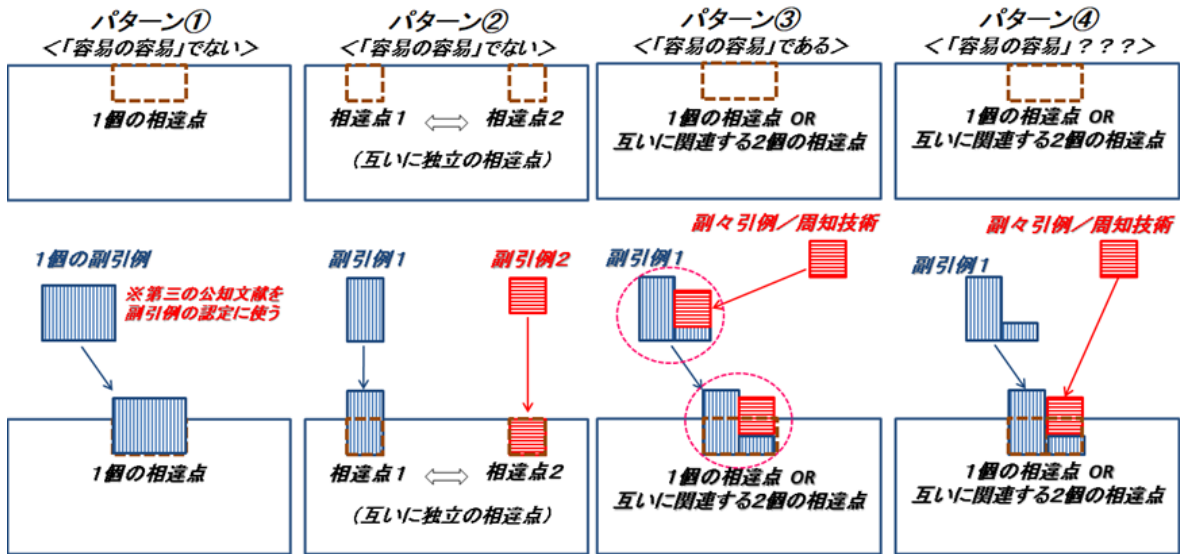 パターン①
<「容易の容易」でない>
1個の相違点
1個の副引例
※第三の公知文献を
副引例の認定に使う
1個の相違点
パターン②
<「容易の容易」でない>
相違点1 ⇔ 相違点2
(互いに独立の相違点)
副引例1
副引例2
相違点1 ⇔ 相違点2
(互いに独立の相違点)
パターン③
<「容易の容易」である>
1個の相違点 OR
互いに関連する2個の相違点
副々引例/周知技術
副引例1
1個の相違点 OR
互いに関連する2個の相違点
パターン④
<「容易の容易」???>
1個の相違点 OR
互いに関連する2個の相違点
副々引例/周知技術
副引例1
1個の相違点 OR
互いに関連する2個の相違点